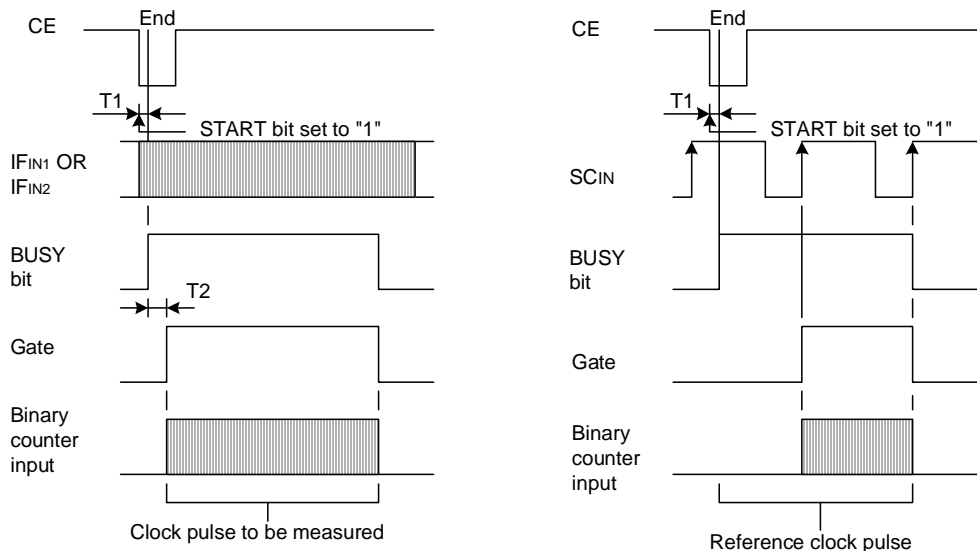 CE
End
T1
START bit set to "1"
IFIN1 OR
IFIN2
BUSY
bit
T2
Gate
Binary
counter
input
Clock pulse to be measured
CE
End
T1
START bit set to "1"
SCIN
BUSY
bit
Gate
Binary
counter
input
Reference clock pulse